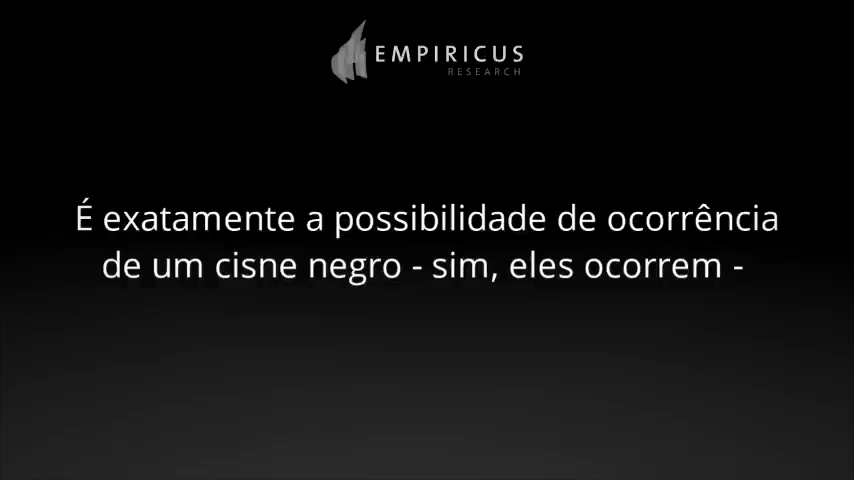 EMPIRICUS
RESEARCH
É exatamente a possibilidade de ocorrência
de um cisne negro - sim, eles ocorrem -